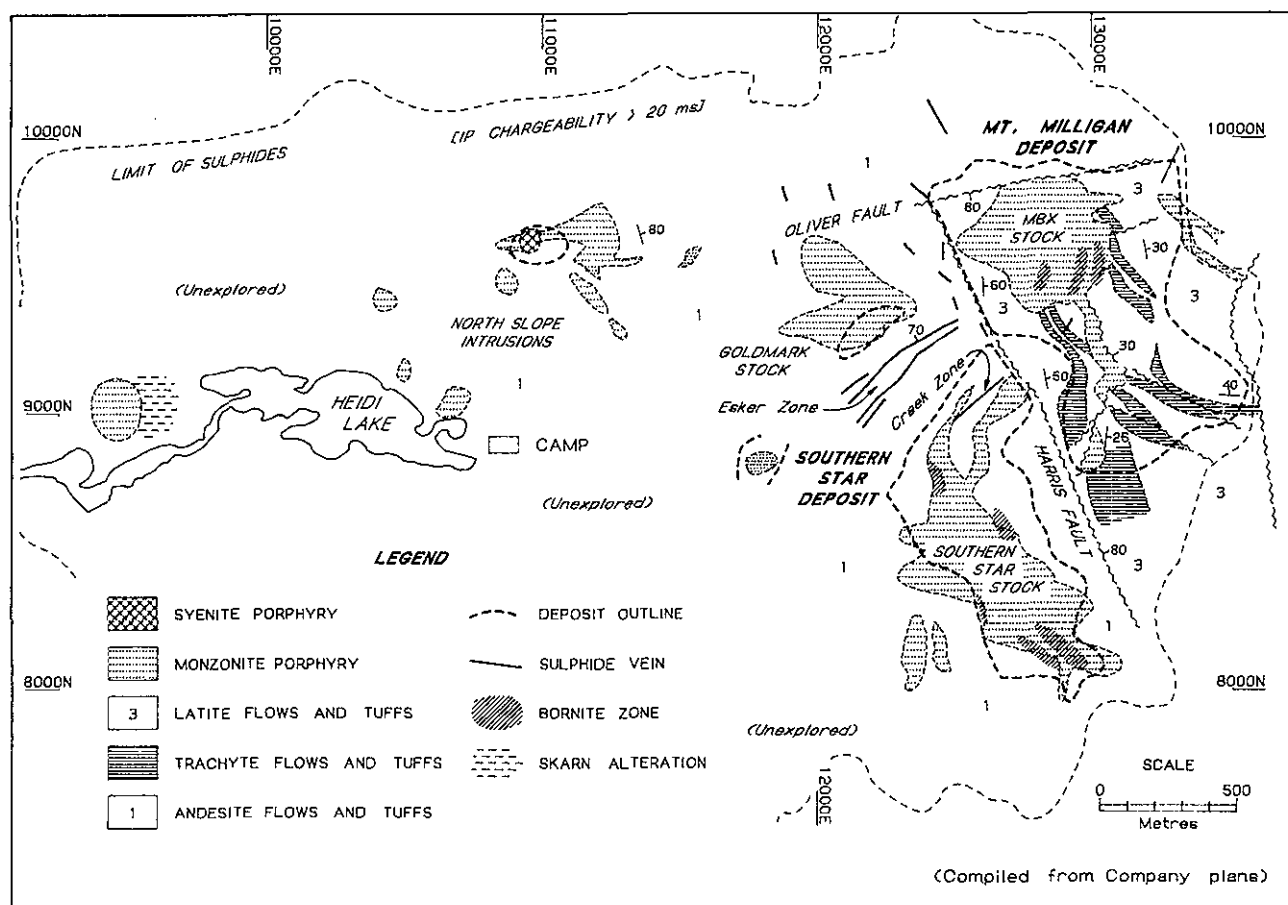 10000E
11000E
12000E
13000E
10000N
10000N
[IP CHARGEABILITY > 20 ms]
LIMIT OF SULPHIDES
MT. MILLIGAN
DEPOSIT
1
3
80
OLIVER FAULT
MBX
STOCK
80
30
(Unexplored)
60
3
3
NORTH SLOPE
INTRUSIONS
1
70
GOLDMARK
STOCK
30
1
Creek Zone
50
40
9000N
9000N
HEIDI
LAKE
Esker Zone
CAMP
26
SOUTHERN
STAR
DEPOSIT
HARRIS FAULT
3
(Unexplored)
LEGEND
1
SOUTHERN
STAR
STOCK
80
3
SYENITE PORPHYRY
DEPOSIT OUTLINE
1
MONZONITE PORPHYRY
SULPHIDE VEIN
8000N
8000N
3 LATITE FLOWS AND TUFFS
BORNITE ZONE
1
(Unexplored)
TRACHYTE FLOWS AND TUFFS
SKARN ALTERATION
SCALE
12000E
0 500
Metres
1 ANDESITE FLOWS AND TUFFS
(Compiled from Company plans)